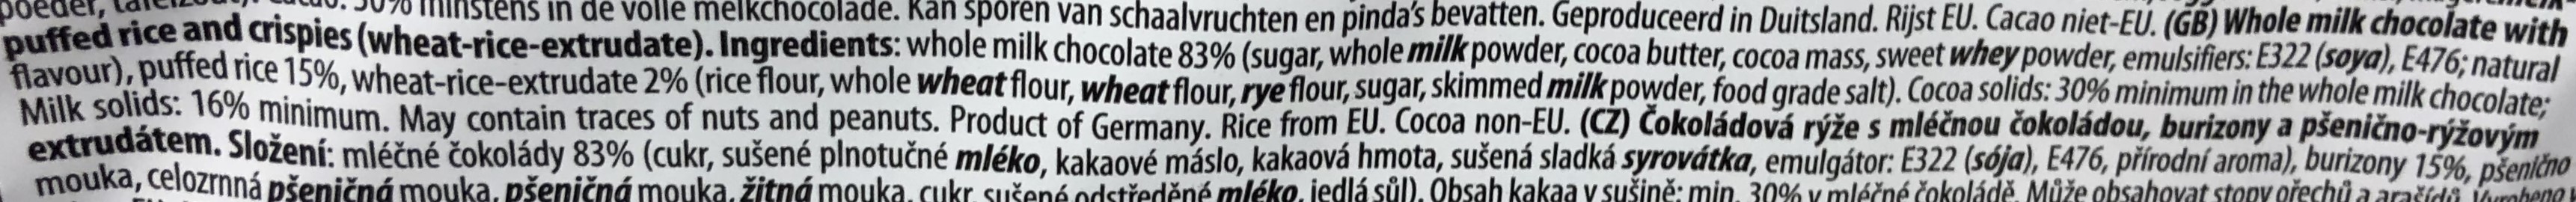 poeder, tafelzout). Cacao: 30% minstens in de volle melkchocolade. Kan sporen van schaalvruchten en pinda's bevatten. Geproduceerd in Duitsland. Rijst EU. Cacao niet-EU. (GB) Whole milk chocolate with
puffed rice and crispies (wheat-rice-extrudate). Ingredients: whole milk chocolate 83% (sugar, whole milk powder, cocoa butter, cocoa mass, sweet whey powder, emulsifiers: E322 (soya), E476; natural
flavour), puffed rice 15%, wheat-rice-extrudate 2% (rice flour, whole wheat flour, wheat flour, rye flour, sugar, skimmed milk powder, food grade salt). Cocoa solids: 30% minimum in the whole milk chocolate;
Milk solids: 16% minimum. May contain traces of nuts and peanuts. Product of Germany. Rice from EU. Cocoa non-EU. (CZ) Čokoládová rýže s mléčnou čokoládou, burizony a pšenično-rýžovým
extrudátem. Složení: mléčné čokolády 83% (cukr, sušené plnotučné mléko, kakaové máslo, kakaová hmota, sušená sladká syrovátka, emulgátor: E322 (sója), E476, přírodní aroma), burizony 15%, pšenično
mouka, celozrnná pšeničná mouka, pšeničná mouka, žitná mouka, cukr, sušené odstředěné mléko, jedlá sůl). Obsah kakaa v sušině: min. 30% v mléčné čokoládě. Může obsahovat stopy ořechů a arašídů. Vyrobeno